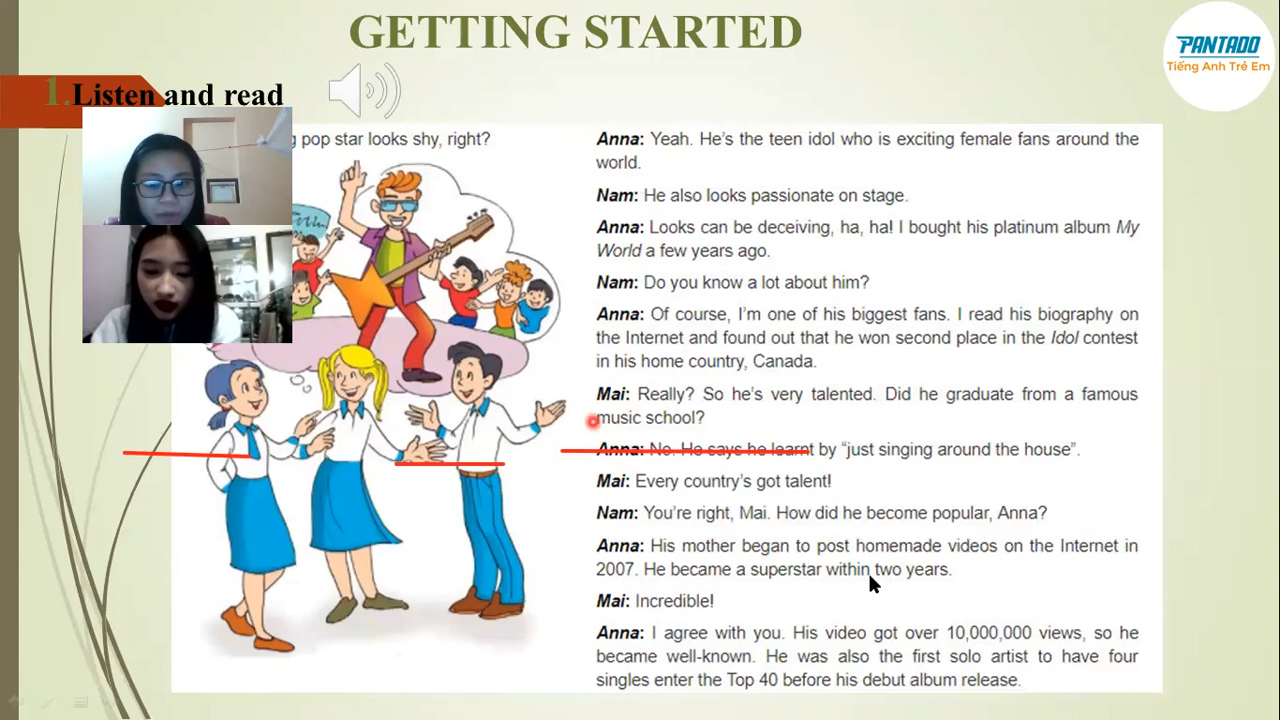 GETTING STARTED
PANTADO
Tiếng Anh Trẻ Em
1.Listen and read
pop star looks shy, right?
Anna: Yeah. He's the teen idol who is exciting female fans around the
world.
Nam: He also looks passionate on stage.
Anna: Looks can be deceiving, ha, ha! I bought his platinum album My
World a few years ago.
Nam: Do you know a lot about him?
Anna: Of course, I'm one of his biggest fans. I read his biography on
the Internet and found out that he won second place in the Idol contest
in his home country, Canada.
Mai: Really? So he's very talented. Did he graduate from a famous
music school?
Anna: No. He says he learnt by “just singing around the house”.
Mai: Every country's got talent!
Nam: You're right, Mai. How did he become popular, Anna?
Anna: His mother began to post homemade videos on the Internet in
2007. He became a superstar within two years.
Mai: Incredible!
Anna: I agree with you. His video got over 10,000,000 views, so he
became well-known. He was also the first solo artist to have four
singles enter the Top 40 before his debut album release.